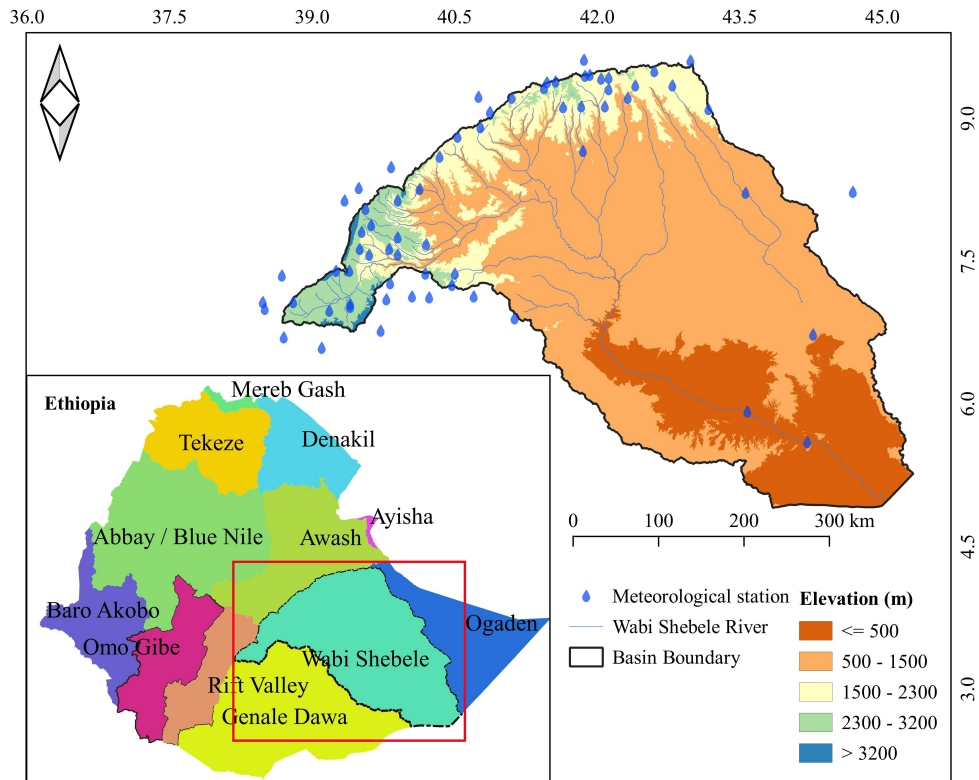 36.0 37.5 39.0 40.5 42.0 43.5 45.0
9.0
7.5
6.0
4.5
3.0
Ethiopia
Mereb Gash
Tekeze
Denakil
Ayisha
Abbay / Blue Nile
Awash
Baro Akobo
Ogaden
Omo Gibe
Wabi Shebele
Rift Valley
Genale Dawa
0 100 200 300 km
Meteorological station
Wabi Shebele River
Basin Boundary
Elevation (m)
<= 500
500 - 1500
1500 - 2300
2300 - 3200
> 3200